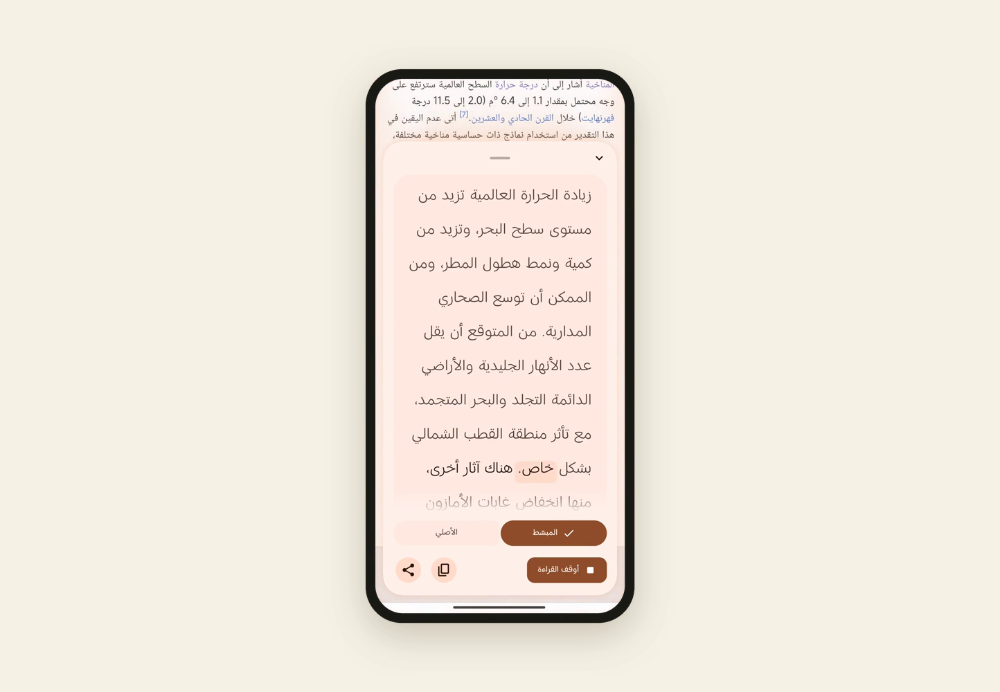 المناخية أشار إلى أن درجة حرارة السطح العالمية سترتفع على
وجه محتمل بمقدار 1.1 إلى 6.4 °م (2.0 إلى 11.5 درجة
فهرنهايت) خلال القرن الحادي والعشرين.[7] أتى عدم اليقين في
هذا التقدير من استخدام نماذج ذات حساسية مناخية مختلفة،
زيادة الحرارة العالمية تزيد من
مستوى سطح البحر، وتزيد من
كمية ونمط هطول المطر، ومن
الممكن أن توسع الصحاري
المدارية. من المتوقع أن يقل
عدد الأنهار الجليدية والأراضي
الدائمة التجلد والبحر المتجمد،
مع تأثر منطقة القطب الشمالي
بشكل خاص. هناك آثار أخرى،
منها انخفاض غابات الأمازون
المبسّط
الأصلي
أوقف القراءة